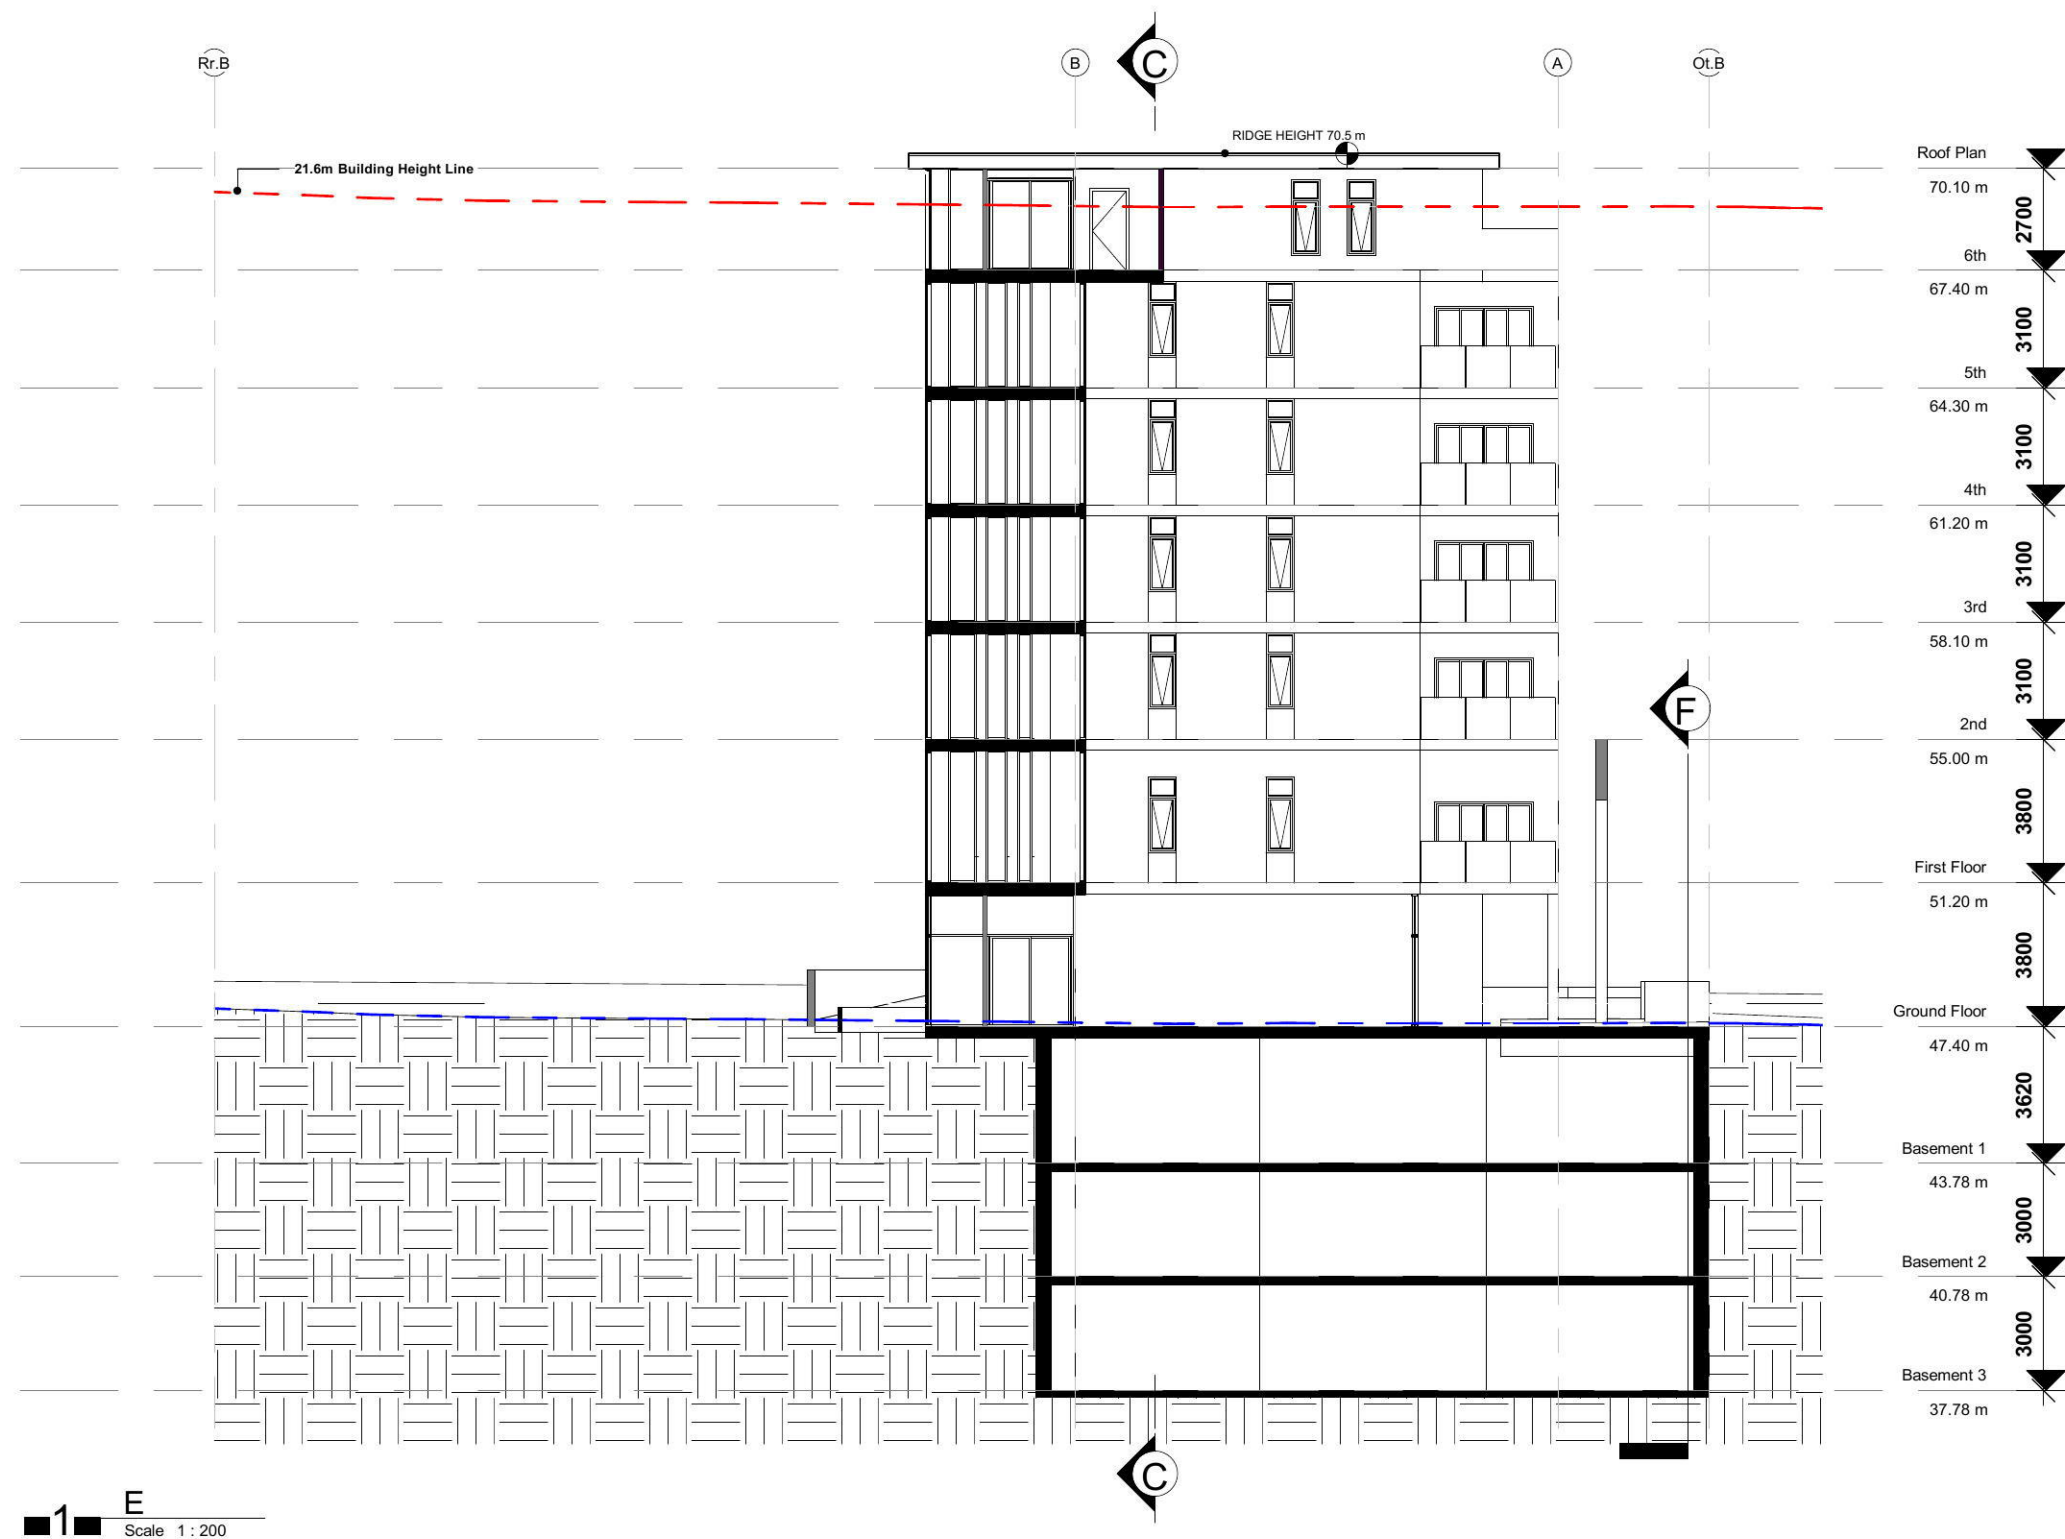 Rr.B
B
C
A
Ot.B
RIDGE HEIGHT 70.5 m
21.6m Building Height Line
Roof Plan
70.10 m
2700
6th
67.40 m
3100
5th
64.30 m
3100
4th
61.20 m
3100
3rd
58.10 m
3100
F
2nd
55.00 m
3800
First Floor
51.20 m
3800
Ground Floor
47.40 m
3620
Basement 1
43.78 m
3000
Basement 2
40.78 m
3000
Basement 3
37.78 m
C
1
E
Scale 1 : 200